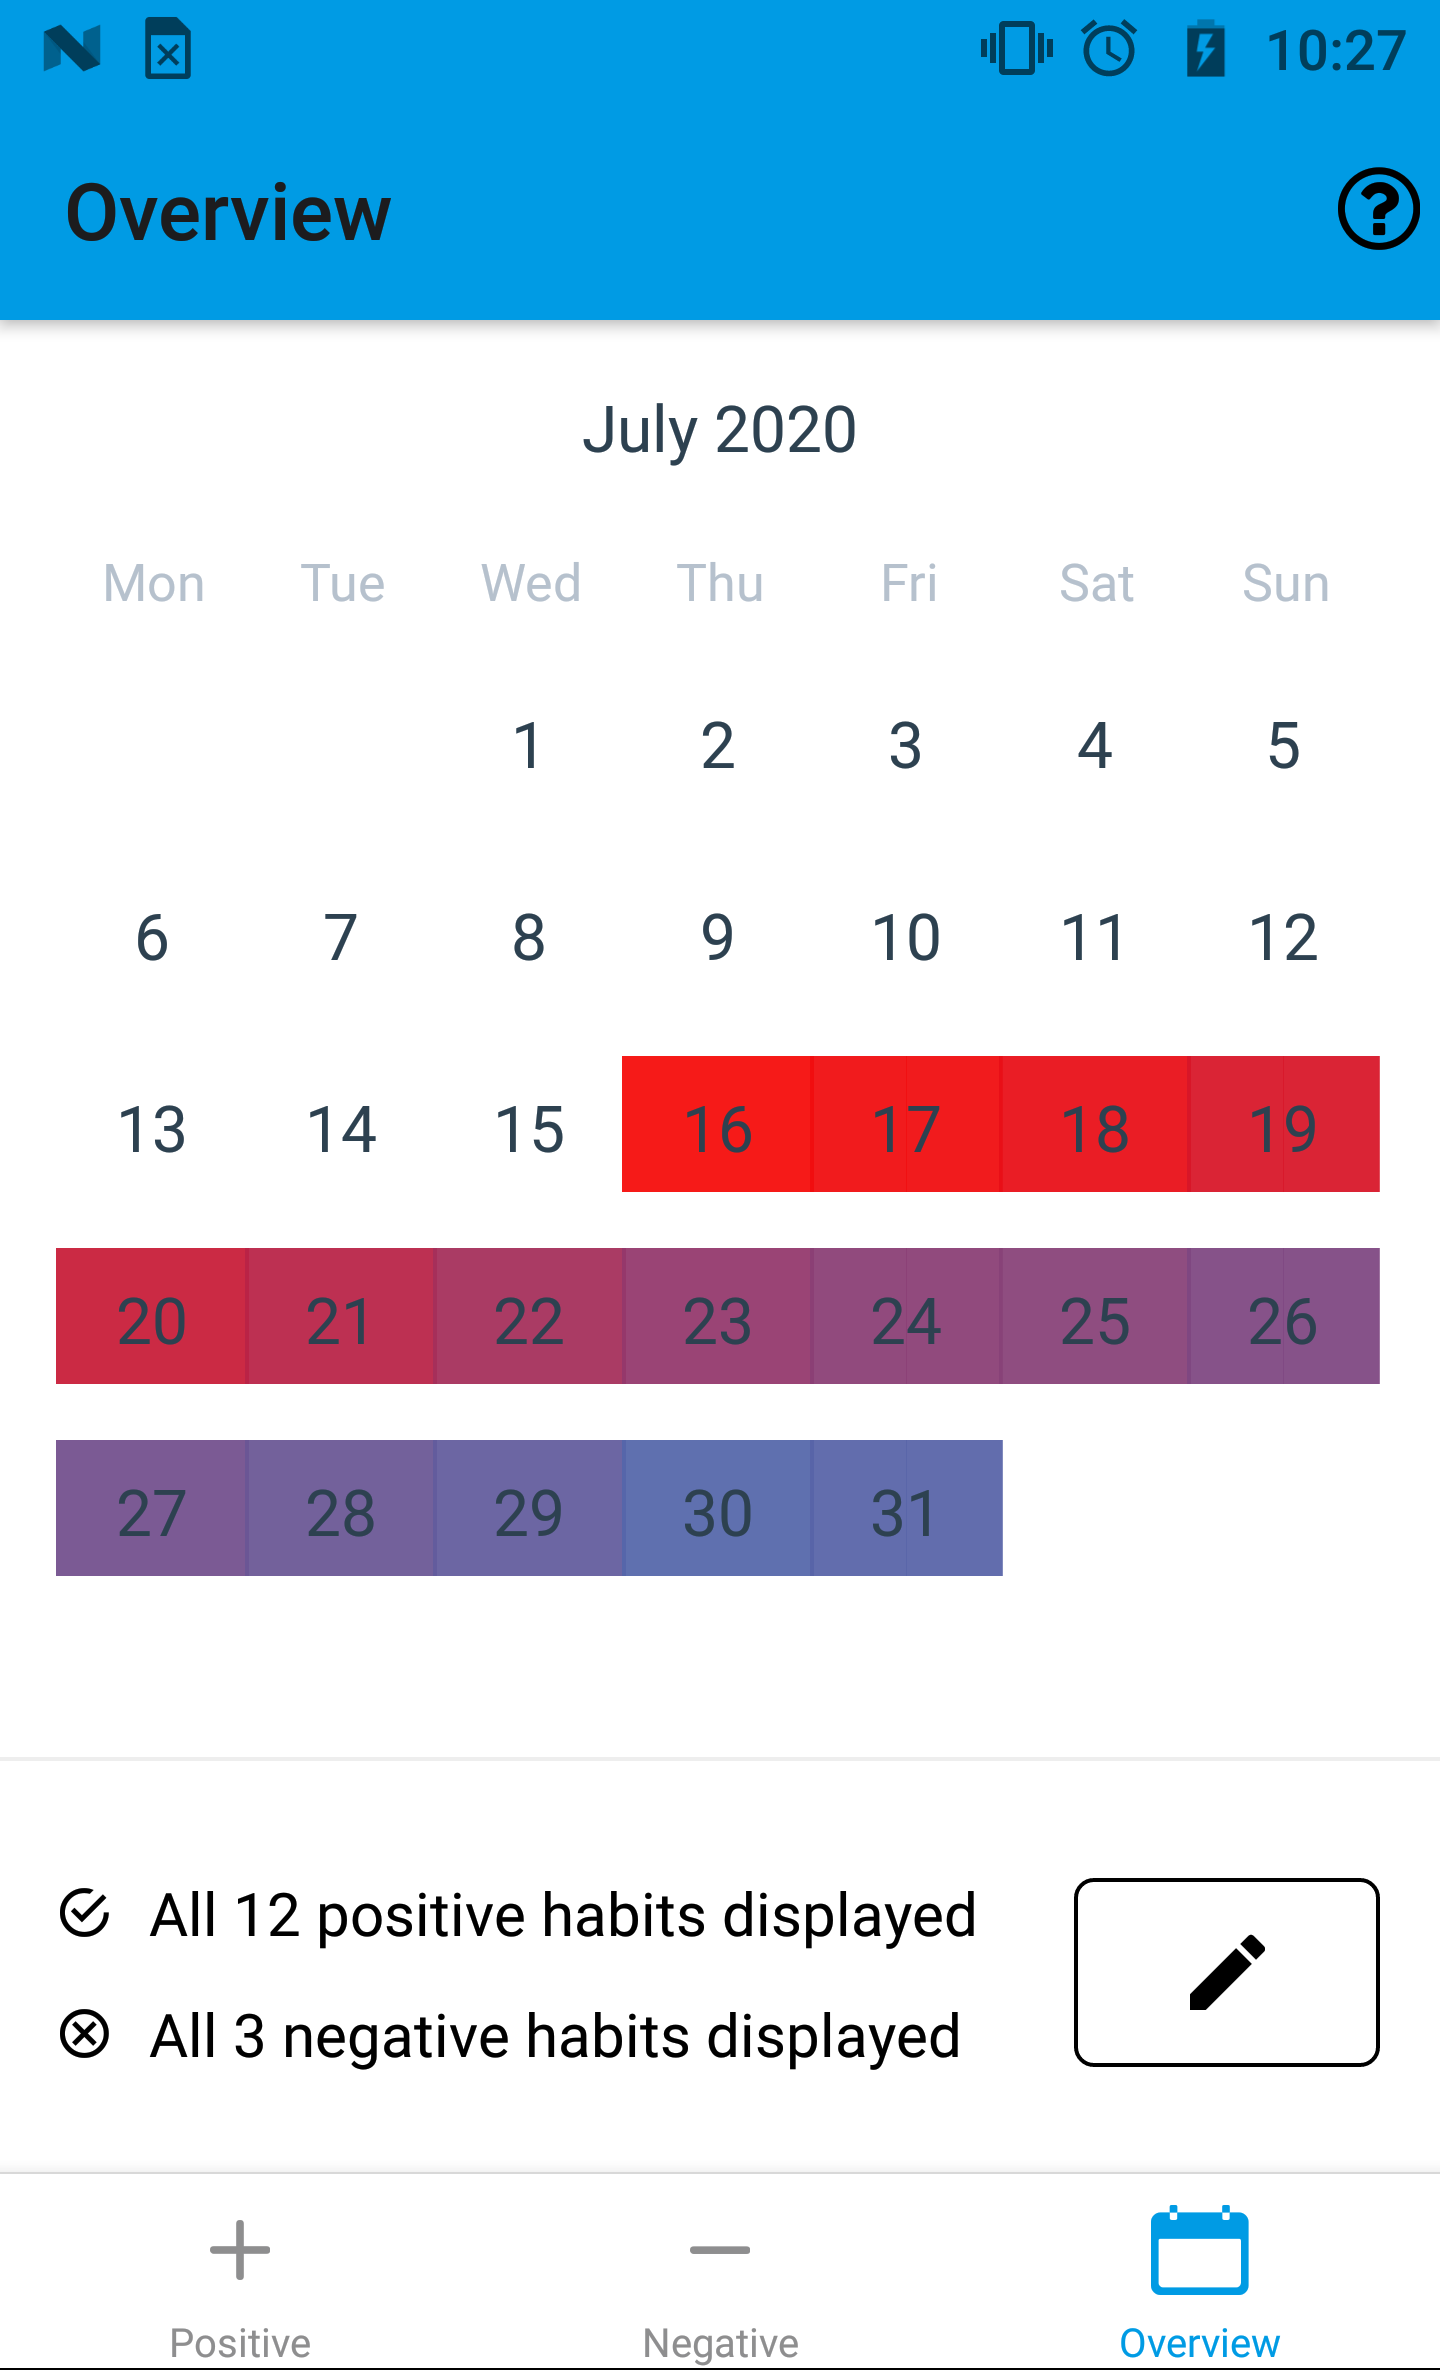 10:27
Overview
July 2020
Mon Tue Wed Thu Fri Sat Sun
1 2 3 4 5
6 7 8 9 10 11 12
13 14 15 16 17 18 19
20 21 22 23 24 25 26
27 28 29 30 31
All 12 positive habits displayed
All 3 negative habits displayed
Positive Negative Overview